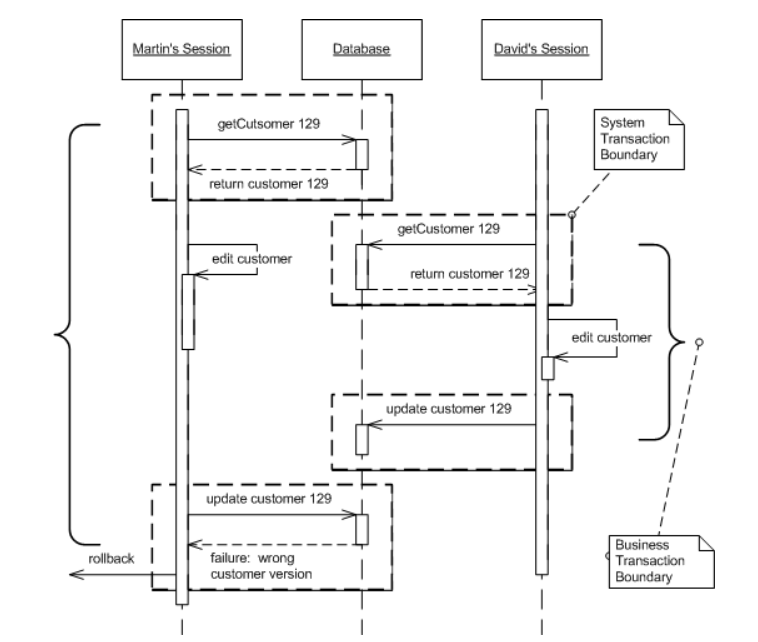 Martin's Session
Database
David's Session
getCutsomer 129
System
Transaction
Boundary
return customer 129
getCustomer 129
edit customer
return customer 129
edit customer
update customer 129
update customer 129
failure: wrong
customer version
rollback
Business
Transaction
Boundary